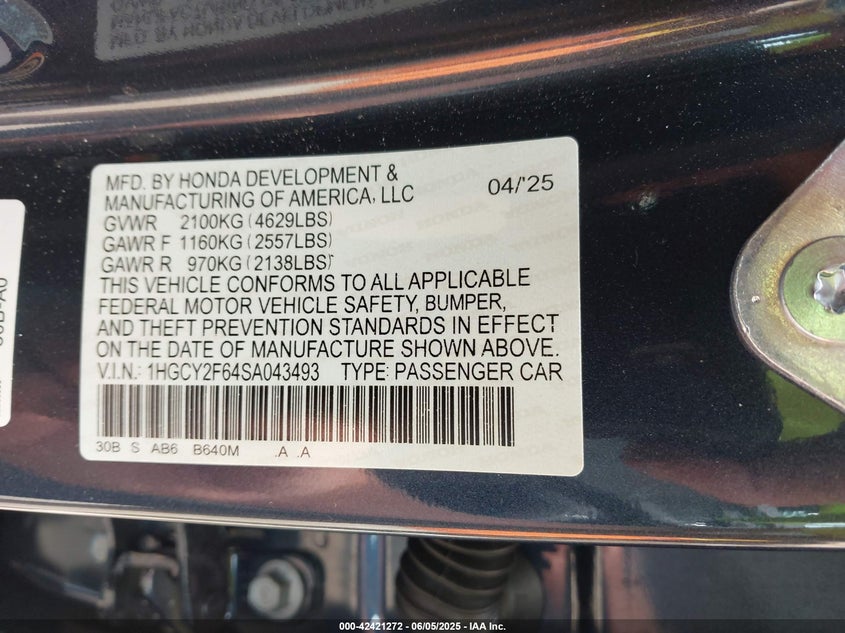 MFD. BY HONDA DEVELOPMENT &
MANUFACTURING OF AMERICA, LLC 04/'25
GVWR 2100KG (4629LBS)
GAWR F 1160KG (2557LBS)
GAWR R 970KG (2138LBS)
THIS VEHICLE CONFORMS TO ALL APPLICABLE
FEDERAL MOTOR VEHICLE SAFETY, BUMPER,
AND THEFT PREVENTION STANDARDS IN EFFECT
ON THE DATE OF MANUFACTURE SHOWN ABOVE.
V.I.N.: 1HGCY2F64SA043493 TYPE: PASSENGER CAR
30B S AB6 B640M .A .A
000-42421272 - 06/05/2025 - IAA Inc.